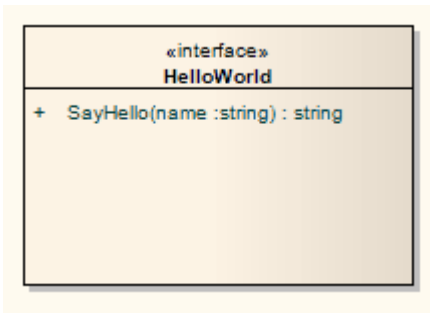 «interface»
HelloWorld
+ SayHello(name :string) : string